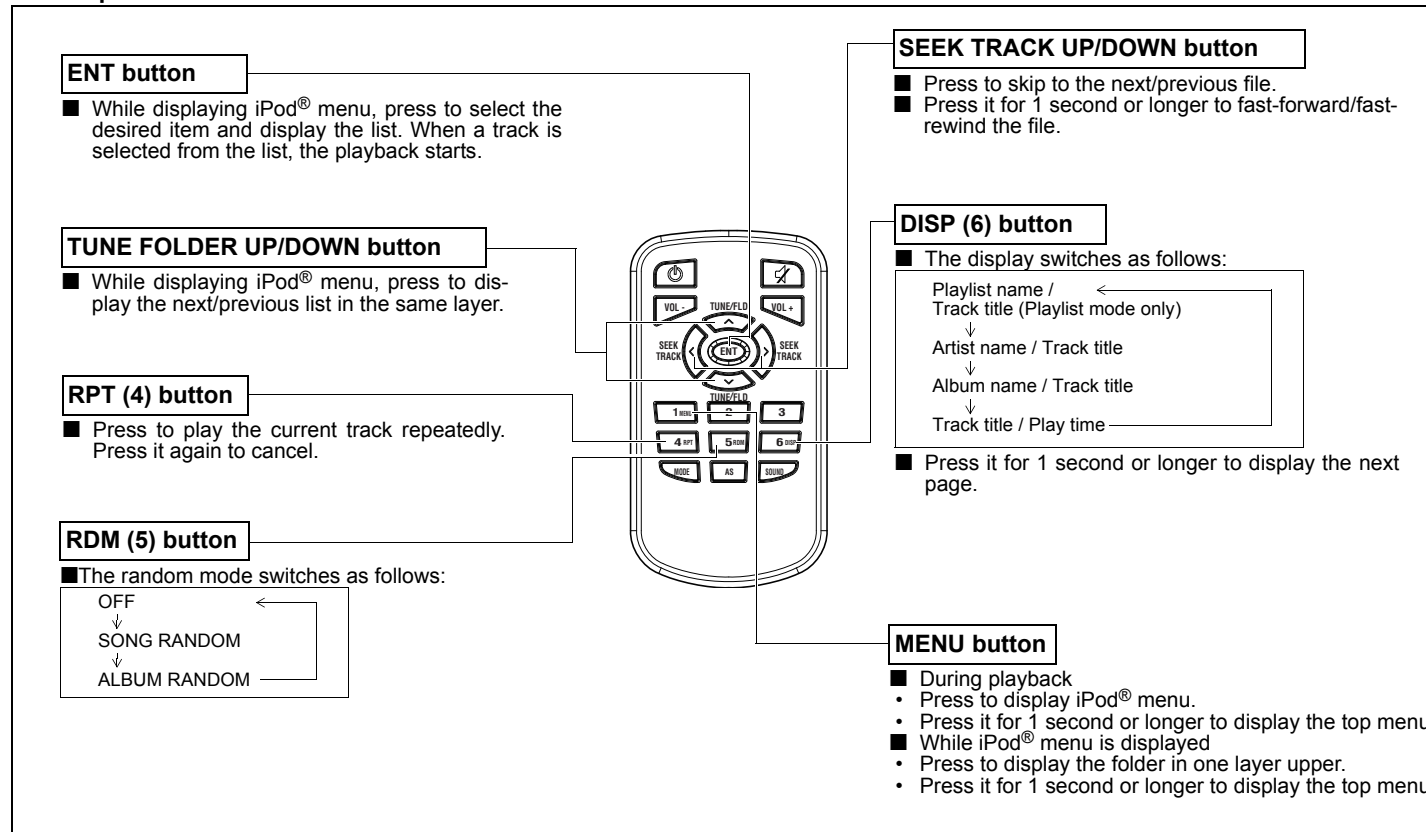 ENT button
■ While displaying iPod® menu, press to select the
desired item and display the list. When a track is
selected from the list, the playback starts.
TUNE FOLDER UP/DOWN button
■ While displaying iPod® menu, press to dis-
play the next/previous list in the same layer.
RPT (4) button
■ Press to play the current track repeatedly.
Press it again to cancel.
RDM (5) button
■The random mode switches as follows:
OFF
SONG RANDOM
ALBUM RANDOM
VOL -
TUNE/FLD
VOL +
SEEK
TRACK
ENT
SEEK
TRACK
TUNE/FLD
1 MENU
2
3
4 RPT
5 RDM
6 DISP
MODE
AS
SOUND
SEEK TRACK UP/DOWN button
■ Press to skip to the next/previous file.
■ Press it for 1 second or longer to fast-forward/fast-
rewind the file.
DISP (6) button
■ The display switches as follows:
Playlist name /
Track title (Playlist mode only)
Artist name / Track title
Album name / Track title
Track title / Play time
■ Press it for 1 second or longer to display the next
page.
MENU button
■ During playback
• Press to display iPod® menu.
• Press it for 1 second or longer to display the top menu
■ While iPod® menu is displayed
• Press to display the folder in one layer upper.
• Press it for 1 second or longer to display the top menu